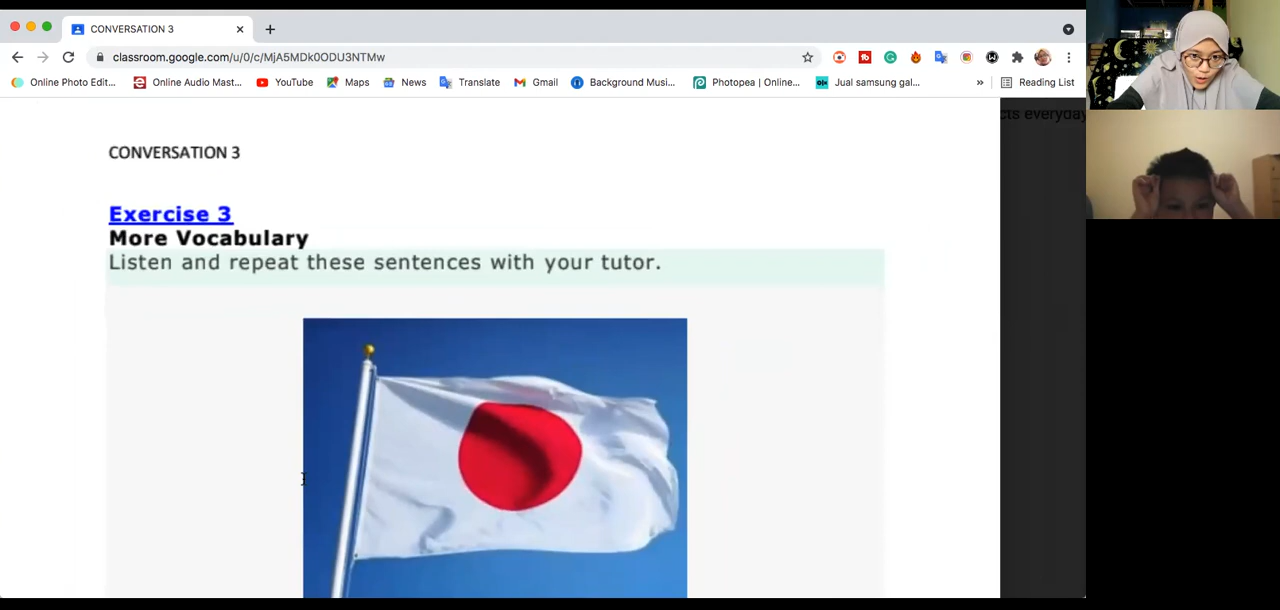 CONVERSATION 3
classroom.google.com/u/0/c/MjA5MDk0ODU3NTMw
Online Photo Edit... Online Audio Mast... YouTube Maps News Translate Gmail Background Musi... Photopea | Online... Jual samsung gal... » Reading List
cts everyday
CONVERSATION 3
Exercise 3
More Vocabulary
Listen and repeat these sentences with your tutor.